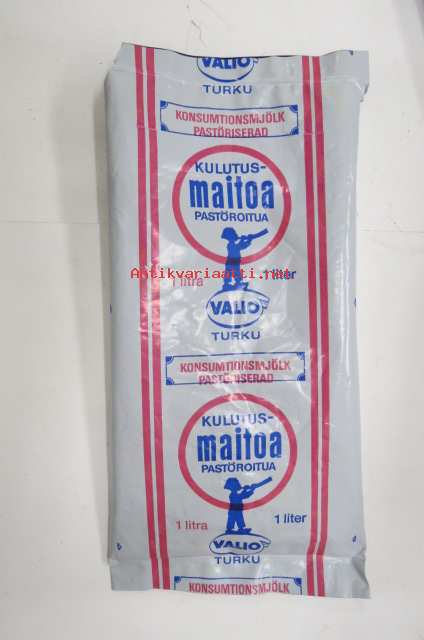 VALIO
TURKU
KONSUMTIONSMJÖLK
PASTÖRISERAD
KULUTUS-
maitoa
PASTÖROITUA
Antikvariaatti.net
1 litra 1 liter
VALIO
TURKU
KONSUMTIONSMJÖLK
PASTÖRISERAD
KULUTUS-
maitoa
PASTÖROITUA
1 litra 1 liter
VALIO
TURKU
KONSUMTIONSMJÖLK